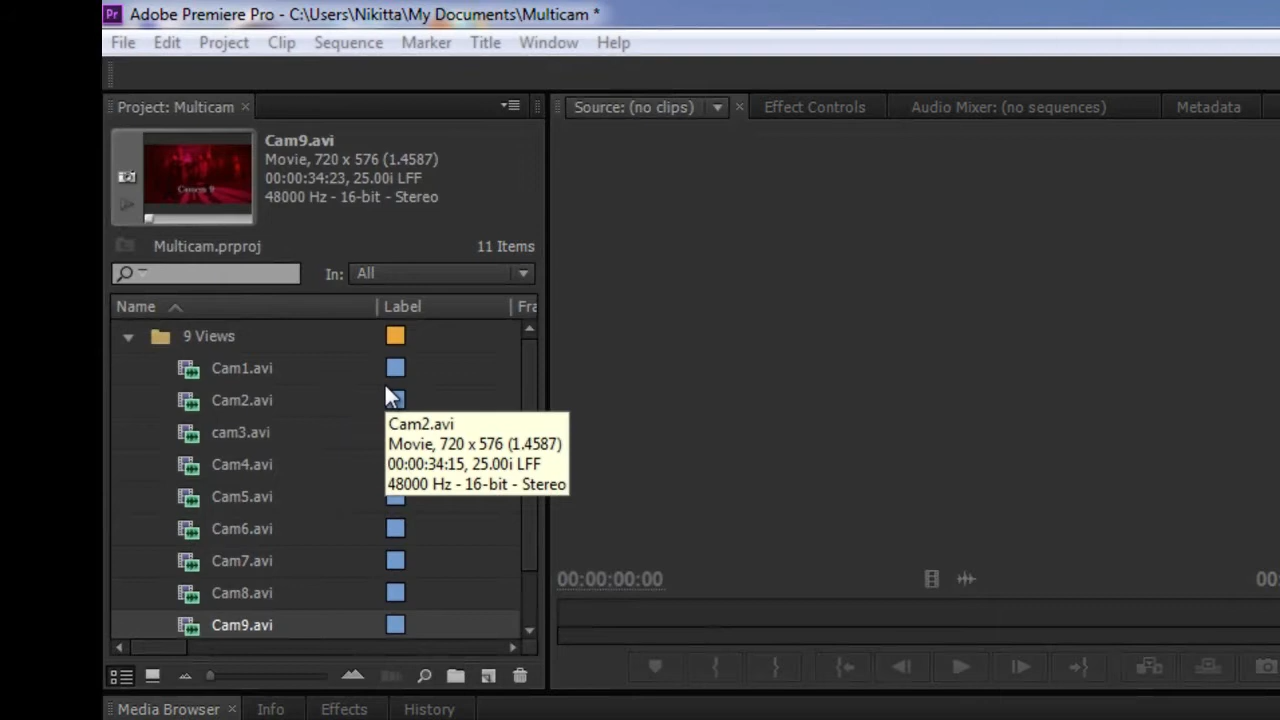 Pr Adobe Premiere Pro - C:\Users\Nikitta\My Documents\Multicam *
File Edit Project Clip Sequence Marker Title Window Help
Project: Multicam × Source: (no clips) × Effect Controls Audio Mixer: (no sequences) Metadata
Cam9.avi
Movie, 720 x 576 (1.4587)
00:00:34:23, 25.00i LFF
48000 Hz - 16-bit - Stereo
Camera 9
Multicam.prproj 11 Items
In: All
Name Label Fra
9 Views
Cam1.avi
Cam2.avi
cam3.avi
Cam4.avi
Cam5.avi
Cam6.avi
Cam7.avi
Cam8.avi
Cam9.avi
Cam2.avi
Movie, 720 x 576 (1.4587)
00:00:34:15, 25.00i LFF
48000 Hz - 16-bit - Stereo
00:00:00:00 00:
Media Browser × Info Effects History